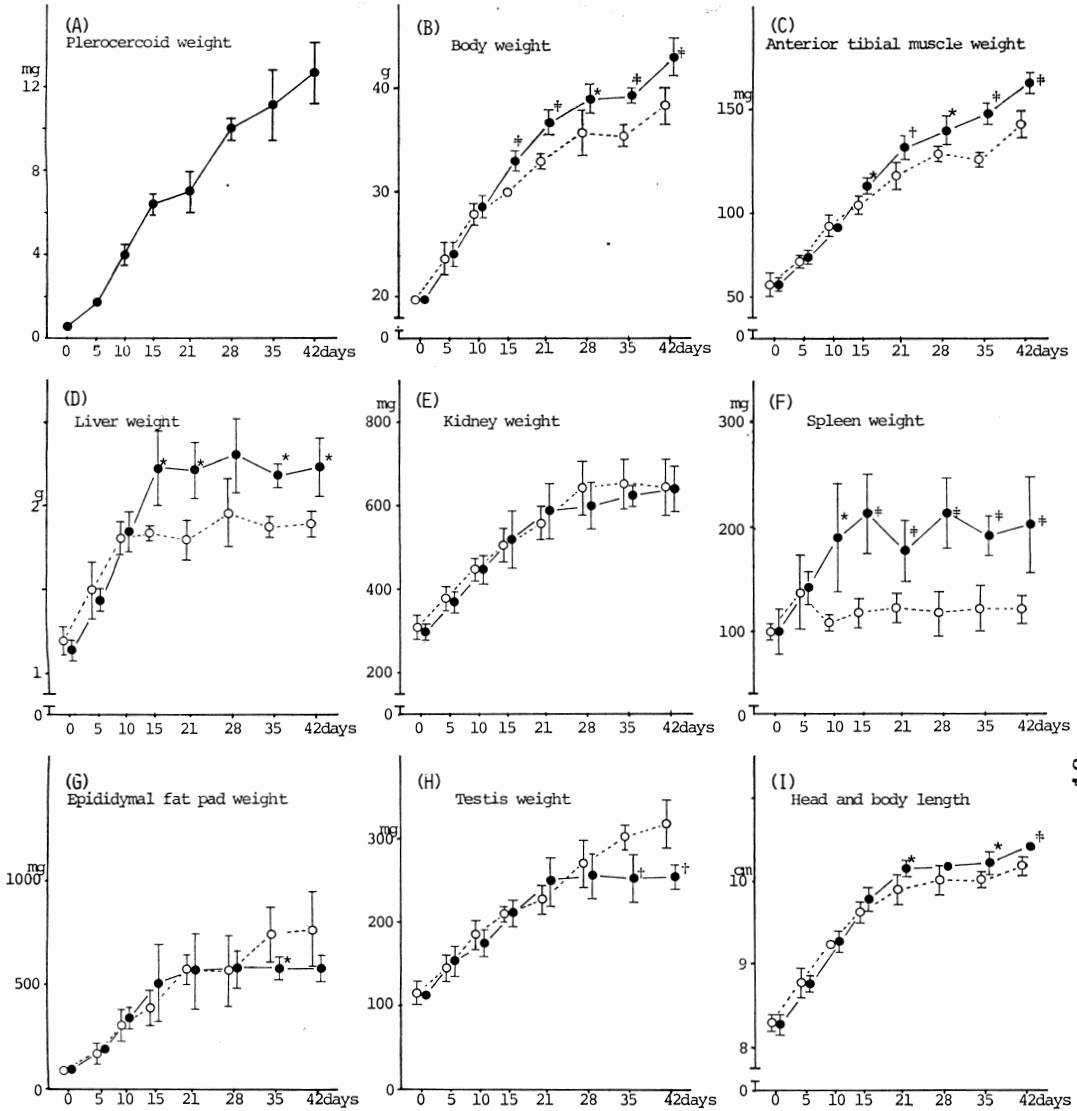 (A)
Plerocercoid weight
mg
12
8
4
0
0 5 10 15 21 28 35 42days
(B)
Body weight
g
40
30
20
0
‡ ‡ * ‡ ‡
0 5 10 15 21 28 35 42days
(C)
Anterior tibial muscle weight
mg
150
100
50
0
* † * ‡ ‡
0 5 10 15 21 28 35 42days
(D)
Liver weight
g
2
1
0
* * * *
0 5 10 15 21 28 35 42days
(E)
Kidney weight
mg
800
600
400
200
0
0 5 10 15 21 28 35 42days
(F)
Spleen weight
mg
300
200
100
0
* ‡ ‡ ‡ ‡ ‡
0 5 10 15 21 28 35 42days
(G)
Epididymal fat pad weight
mg
1000
500
0
*
0 5 10 15 21 28 35 42days
(H)
Testis weight
mg
300
200
100
0
† †
0 5 10 15 21 28 35 42days
(I)
Head and body length
cm
10
9
8
0
* * ‡
0 5 10 15 21 28 35 42days